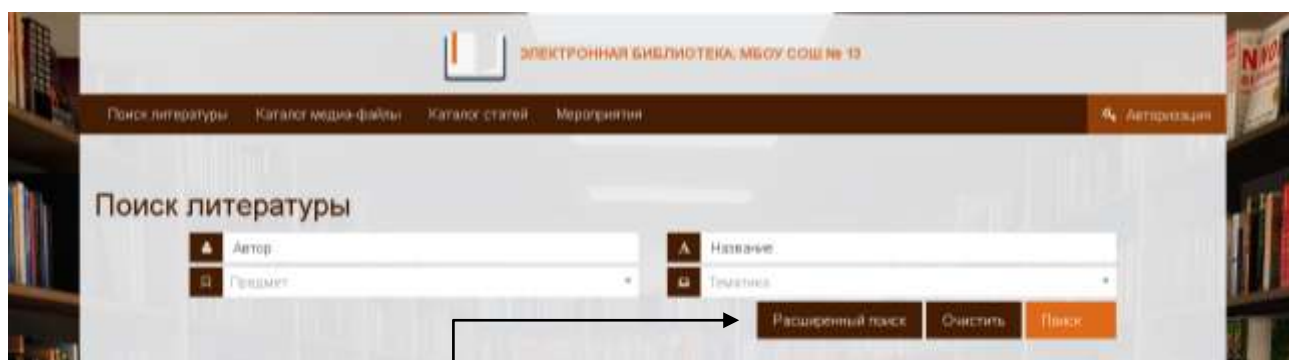 ЭЛЕКТРОННАЯ БИБЛИОТЕКА, МБОУ СОШ № 13
Поиск литературы Каталог медиа-файлы Каталог статей Мероприятия Авторизация
Поиск литературы
Автор Название
Предмет Тематика
Расширенный поиск Очистить Поиск